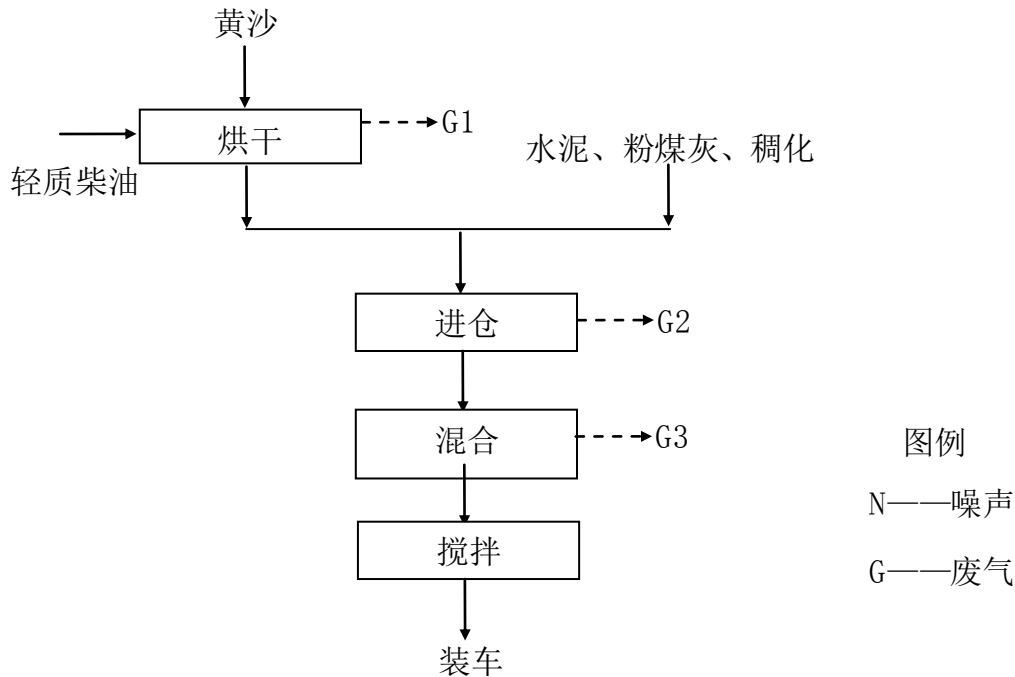 黄沙
烘干
G1
轻质柴油
水泥、粉煤灰、稠化
进仓
G2
混合
G3
搅拌
装车
图例
N——噪声
G——废气